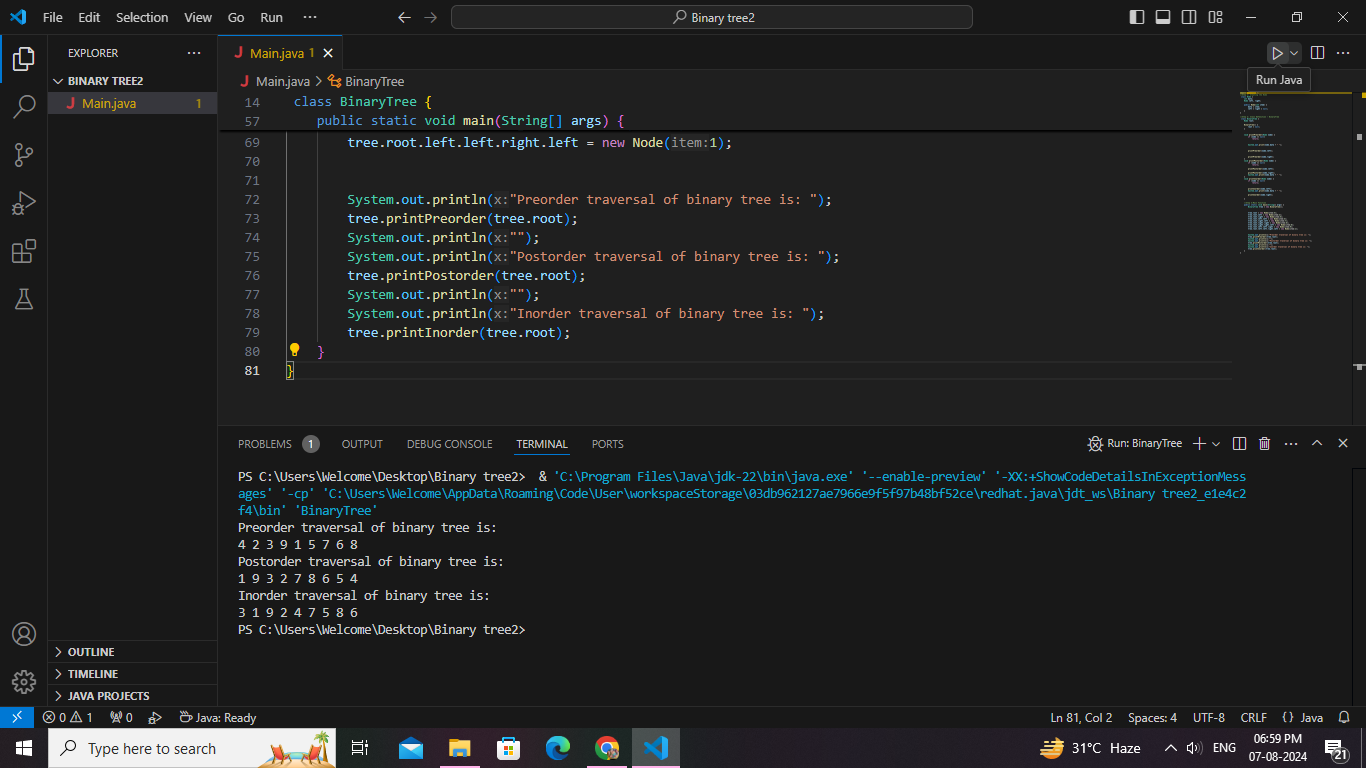 File Edit Selection View Go Run ··· Binary tree2
EXPLORER ···
BINARY TREE2
J Main.java 1
J Main.java 1
Run Java
J Main.java > BinaryTree
14 class BinaryTree {
57 public static void main(String[] args) {
69 tree.root.left.left.right.left = new Node(item:1);
70
71
72 System.out.println(x:"Preorder traversal of binary tree is: ");
73 tree.printPreorder(tree.root);
74 System.out.println(x:"");
75 System.out.println(x:"Postorder traversal of binary tree is: ");
76 tree.printPostorder(tree.root);
77 System.out.println(x:"");
78 System.out.println(x:"Inorder traversal of binary tree is: ");
79 tree.printInorder(tree.root);
80 }
81 }
PROBLEMS 1 OUTPUT DEBUG CONSOLE TERMINAL PORTS Run: BinaryTree
PS C:\Users\Welcome\Desktop\Binary tree2>  & 'C:\Program Files\Java\jdk-22\bin\java.exe' '--enable-preview' '-XX:+ShowCodeDetailsInExceptionMess
ages' '-cp' 'C:\Users\Welcome\AppData\Roaming\Code\User\workspaceStorage\03db962127ae7966e9f5f97b48bf52ce\redhat.java\jdt_ws\Binary tree2_e1e4c2
f4\bin' 'BinaryTree'
Preorder traversal of binary tree is:
4 2 3 9 1 5 7 6 8
Postorder traversal of binary tree is:
1 9 3 2 7 8 6 5 4
Inorder traversal of binary tree is:
3 1 9 2 4 7 5 8 6
PS C:\Users\Welcome\Desktop\Binary tree2>
OUTLINE
TIMELINE
JAVA PROJECTS
0 1 0 Java: Ready Ln 81, Col 2 Spaces: 4 UTF-8 CRLF { } Java
Type here to search 31°C Haze ENG 06:59 PM
07-08-2024 21